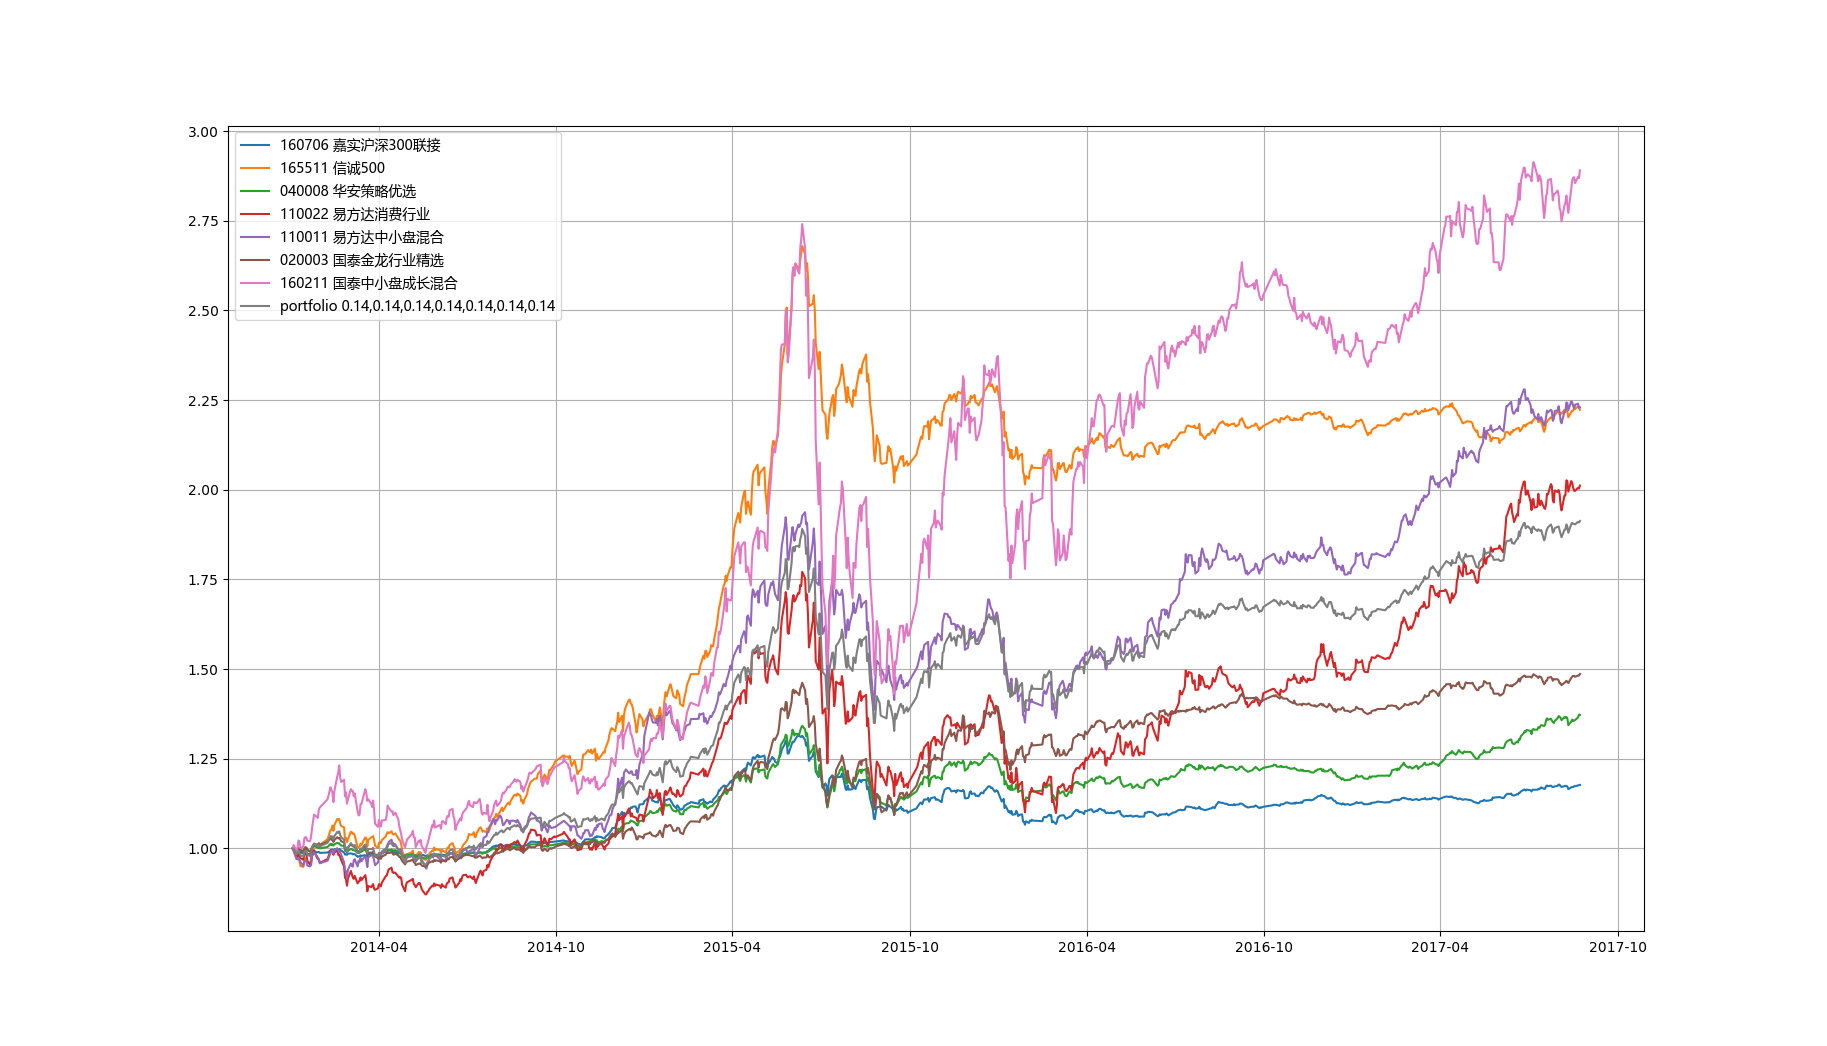 3.00
2.75
2.50
2.25
2.00
1.75
1.50
1.25
1.00
160706 嘉实沪深300联接
165511 信诚500
040008 华安策略优选
110022 易方达消费行业
110011 易方达中小盘混合
020003 国泰金龙行业精选
160211 国泰中小盘成长混合
portfolio 0.14,0.14,0.14,0.14,0.14,0.14,0.14
2014-04 2014-10 2015-04 2015-10 2016-04 2016-10 2017-04 2017-10